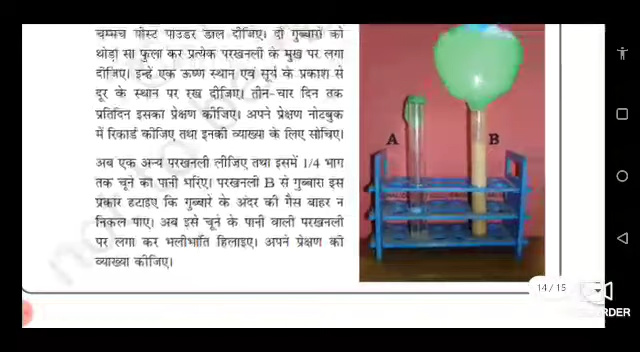 चम्मच यीस्ट पाउडर डाल दीजिए। दो गुब्बारों को
थोड़ा सा फुला कर प्रत्येक परखनली के मुख पर लगा
दीजिए। इन्हें एक ऊष्ण स्थान एवं सूर्य के प्रकाश से
दूर के स्थान पर रख दीजिए। तीन-चार दिन तक
प्रतिदिन इसका प्रेक्षण कीजिए। अपने प्रेक्षण नोटबुक
में रिकार्ड कीजिए तथा इनकी व्याख्या के लिए सोचिए।
अब एक अन्य परखनली लीजिए तथा इसमें 1/4 भाग
तक चूने का पानी भरिए। परखनली B से गुब्बारा इस
प्रकार हटाइए कि गुब्बारे के अंदर की गैस बाहर न
निकल पाए। अब इसे चूने के पानी वाली परखनली
पर लगा कर भलीभाँति हिलाइए। अपने प्रेक्षण की
व्याख्या कीजिए।
A
B
14 / 15
ORDER